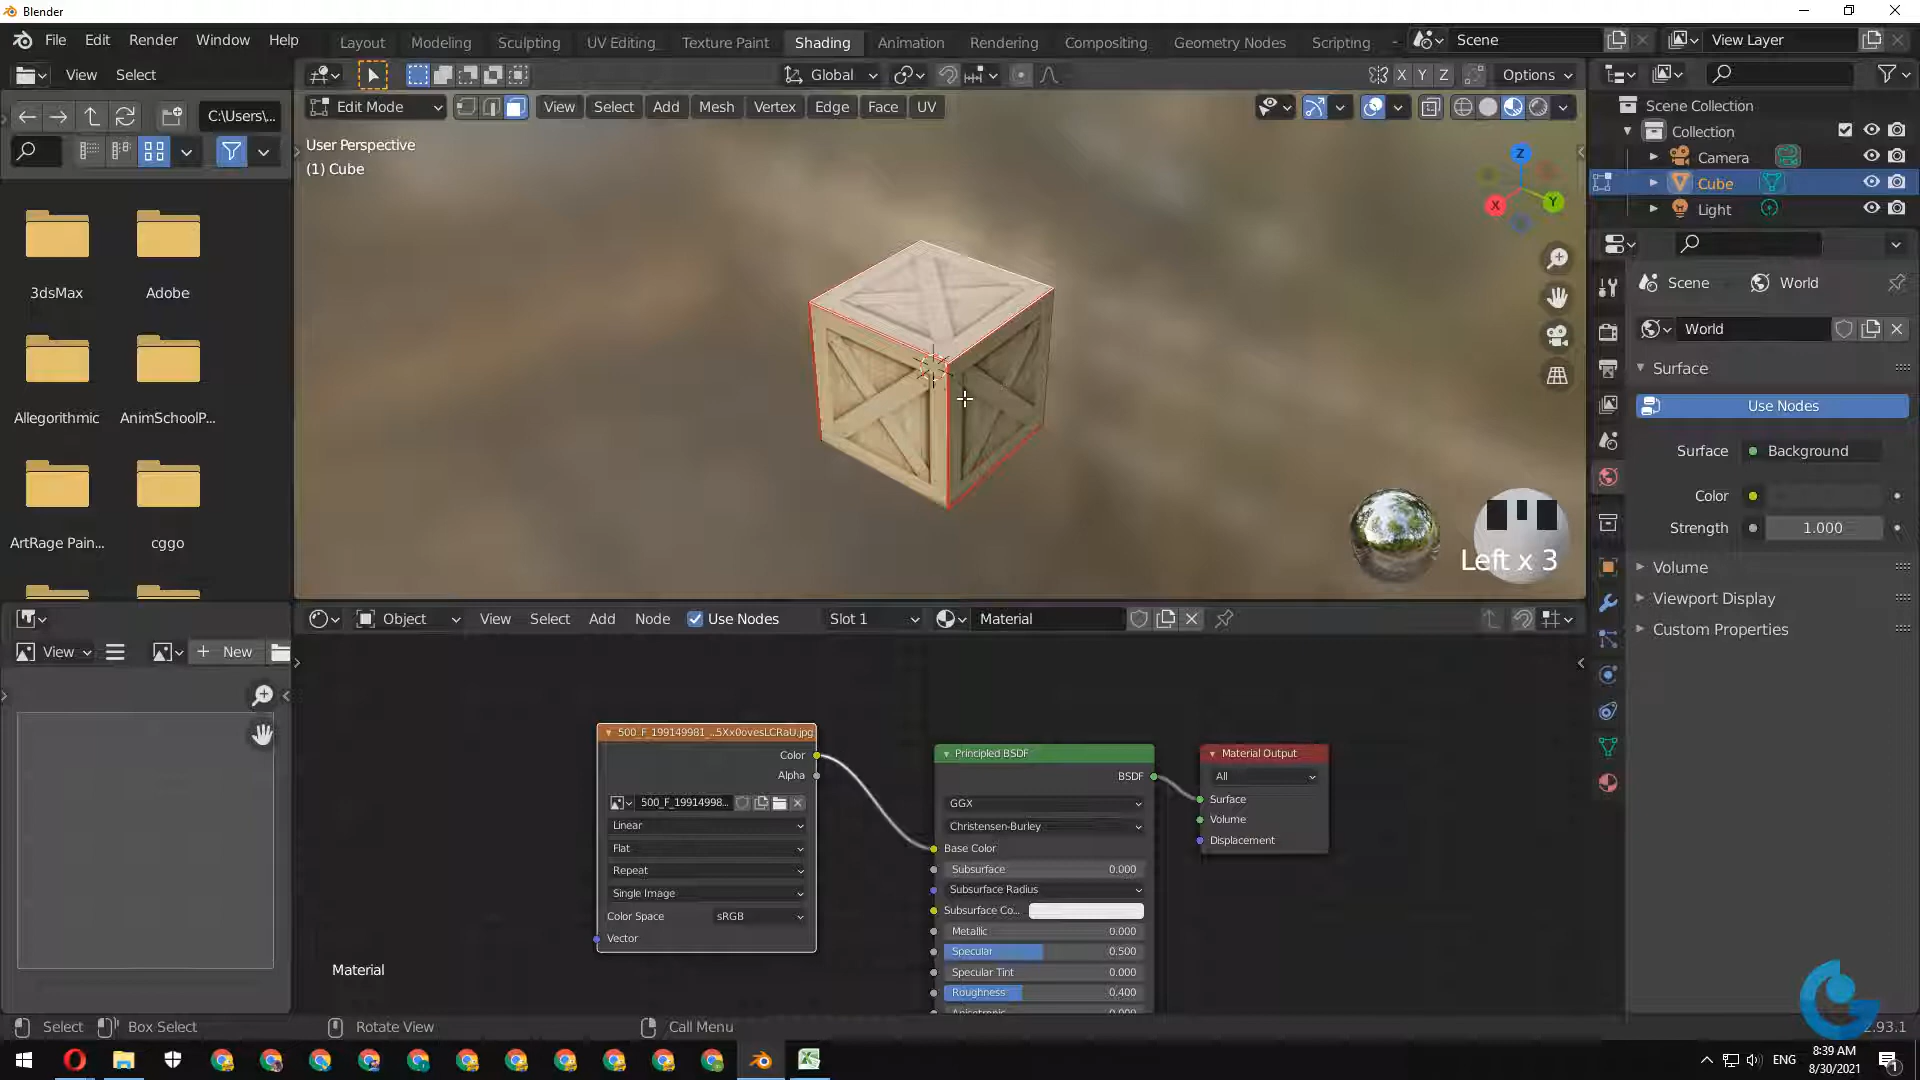 Blender
File Edit Render Window Help
Layout Modeling Sculpting UV Editing Texture Paint Shading Animation Rendering Compositing Geometry Nodes Scripting
Scene
View Layer
View Select
Global
X Y Z
Options
C:\Users\...
Edit Mode
View Select Add Mesh Vertex Edge Face UV
User Perspective
(1) Cube
Z
X
Y
3dsMax
Adobe
Allegorithmic
AnimSchoolP...
ArtRage Pain...
cggo
Left x 3
Scene Collection
Collection
Camera
Cube
Light
Scene
World
World
Surface
Use Nodes
Surface
Background
Color
Strength
1.000
Volume
Viewport Display
Custom Properties
Object
View Select Add Node
Use Nodes
Slot 1
Material
View
New
500_F_199149981_...5Xx0ovesLCRaU.jpg
Color
Alpha
500_F_19914998...
Linear
Flat
Repeat
Single Image
Color Space
sRGB
Vector
Principled BSDF
BSDF
GGX
Christensen-Burley
Base Color
Subsurface 0.000
Subsurface Radius
Subsurface Co...
Metallic 0.000
Specular 0.500
Specular Tint 0.000
Roughness 0.400
Anisotropic 0.000
Material Output
All
Surface
Volume
Displacement
Material
Select
Box Select
Rotate View
Call Menu
2.93.1
ENG
8:39 AM
8/30/2021
1